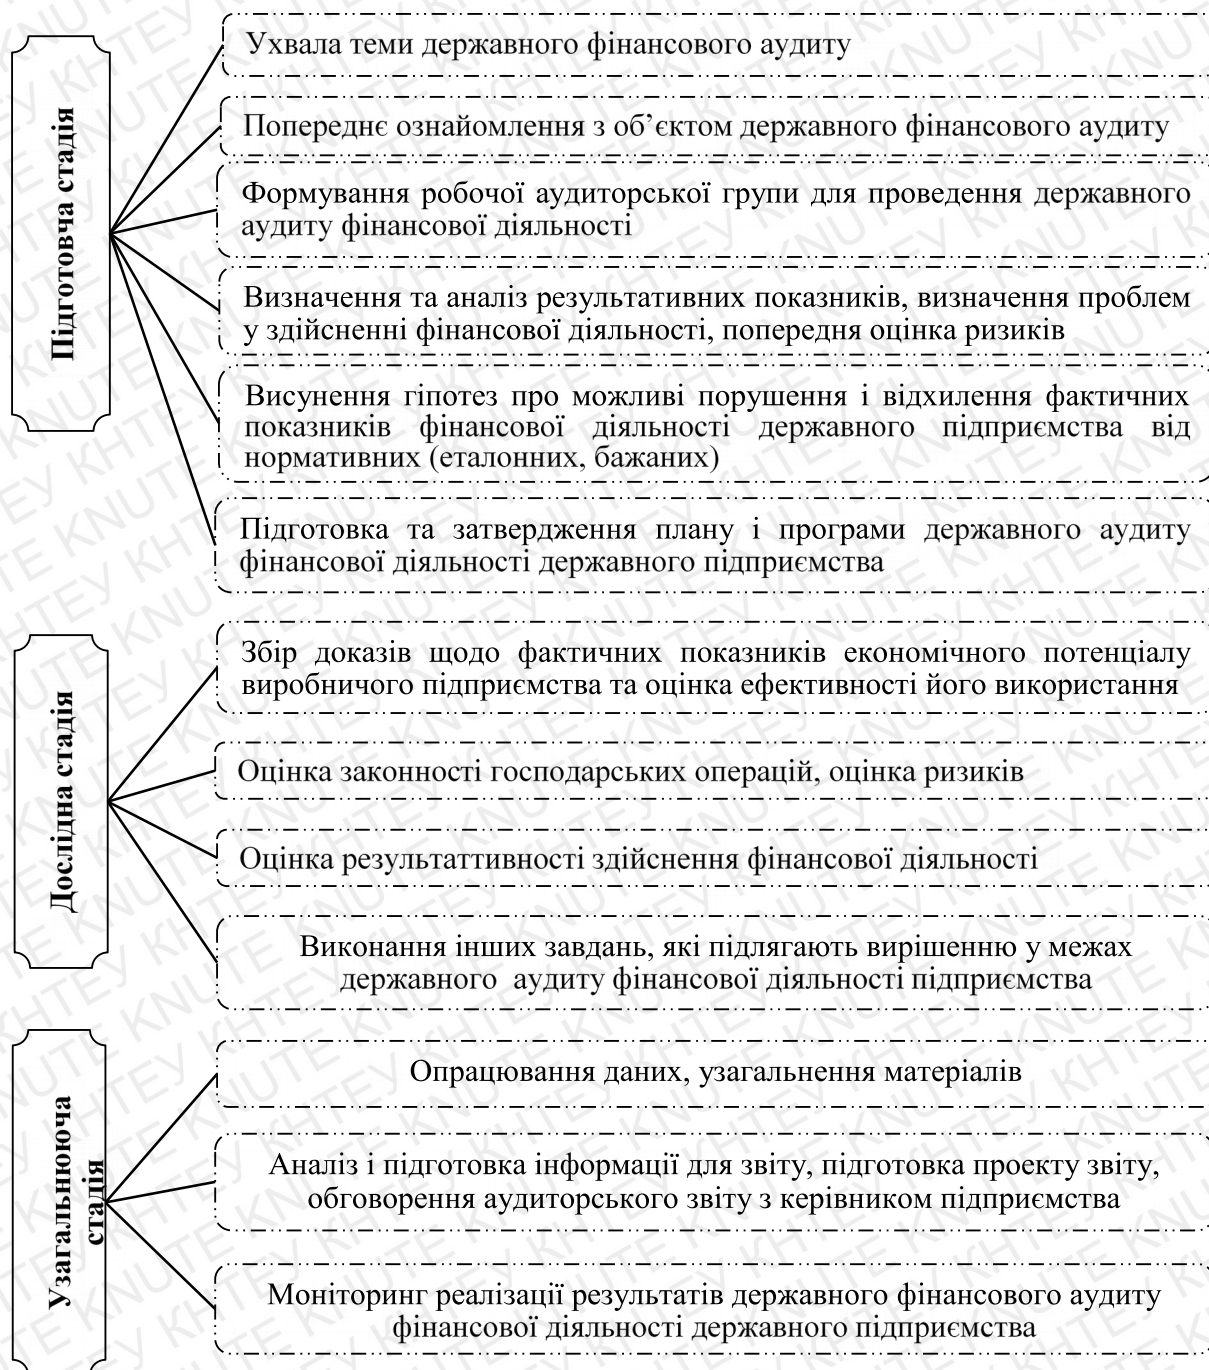 Підготовча стадія
Ухвала теми державного фінансового аудиту
Попереднє ознайомлення з об’єктом державного фінансового аудиту
Формування робочої аудиторської групи для проведення державного
аудиту фінансової діяльності
Визначення та аналіз результативних показників, визначення проблем
у здійсненні фінансової діяльності, попередня оцінка ризиків
Висунення гіпотез про можливі порушення і відхилення фактичних
показників фінансової діяльності державного підприємства від
нормативних (еталонних, бажаних)
Підготовка та затвердження плану і програми державного аудиту
фінансової діяльності державного підприємства
Дослідна стадія
Збір доказів щодо фактичних показників економічного потенціалу
виробничого підприємства та оцінка ефективності його використання
Оцінка законності господарських операцій, оцінка ризиків
Оцінка результаттивності здійснення фінансової діяльності
Виконання інших завдань, які підлягають вирішенню у межах
державного аудиту фінансової діяльності підприємства
Узагальнююча
стадія
Опрацювання даних, узагальнення матеріалів
Аналіз і підготовка інформації для звіту, підготовка проекту звіту,
обговорення аудиторського звіту з керівником підприємства
Моніторинг реалізації результатів державного фінансового аудиту
фінансової діяльності державного підприємства